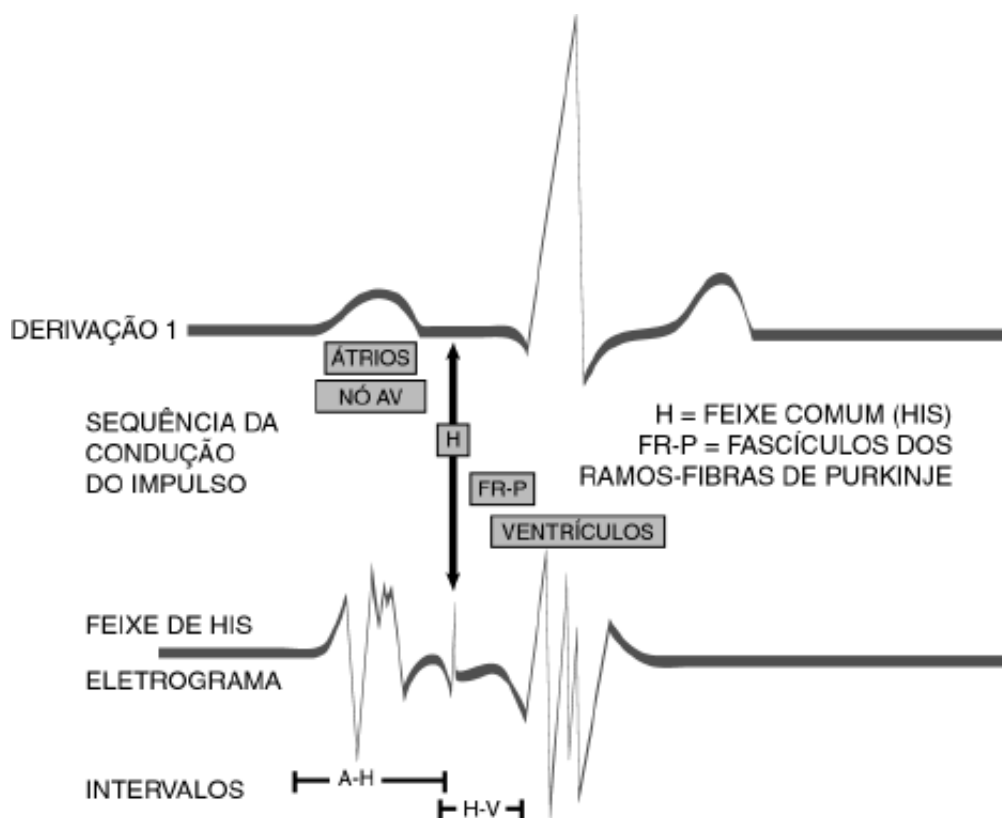 DERIVAÇÃO 1
ÁTRIOS
NÓ AV
SEQUÊNCIA DA
CONDUÇÃO
DO IMPULSO
H
H = FEIXE COMUM (HIS)
FR-P = FASCÍCULOS DOS
RAMOS-FIBRAS DE PURKINJE
FR-P
VENTRÍCULOS
FEIXE DE HIS
ELETROGRAMA
INTERVALOS
A-H
H-V